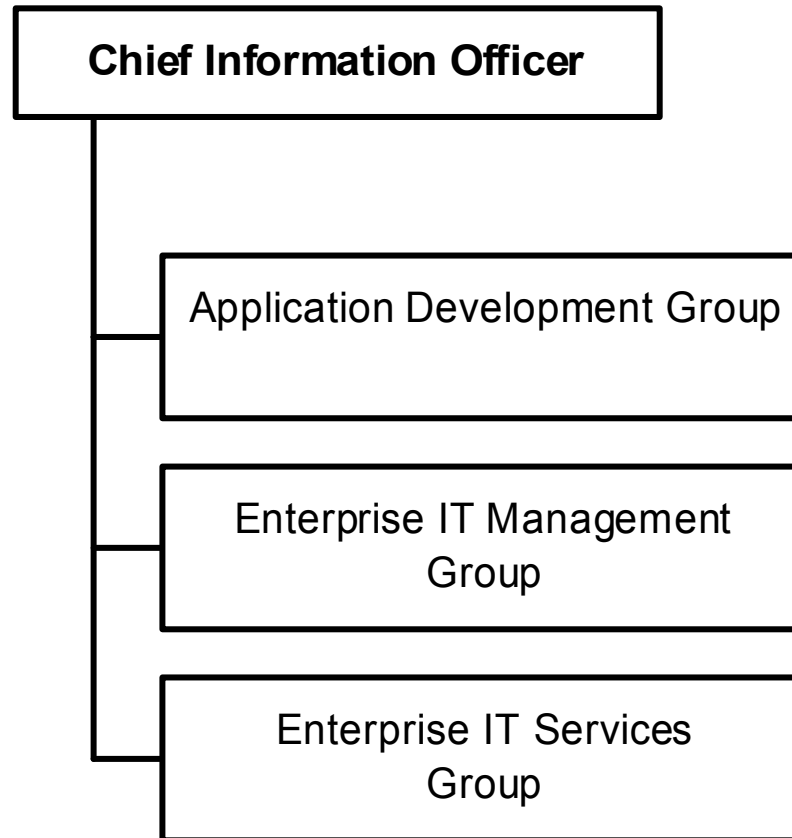 Chief Information Officer
Application Development Group
Enterprise IT Management
Group
Enterprise IT Services
Group